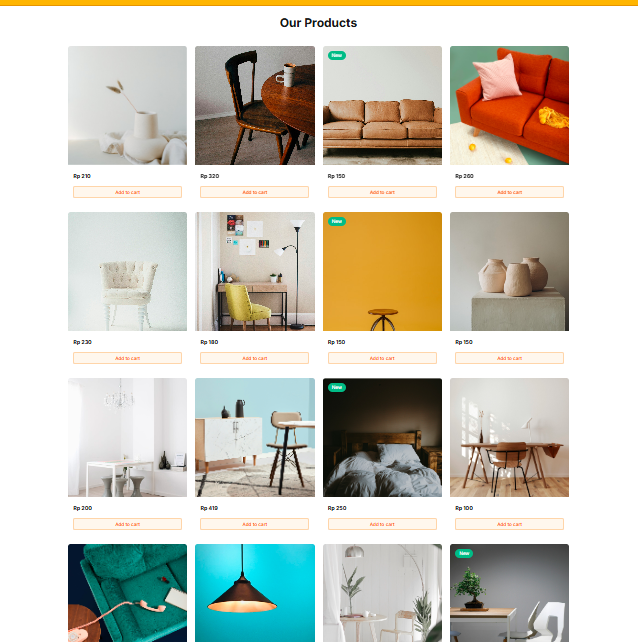 Our Products
New
Rp 210
Rp 320
Rp 150
Rp 260
Add to cart
Add to cart
Add to cart
Add to cart
New
Rp 230
Rp 180
Rp 150
Rp 150
Add to cart
Add to cart
Add to cart
Add to cart
New
Rp 200
Rp 419
Rp 250
Rp 100
Add to cart
Add to cart
Add to cart
Add to cart
New